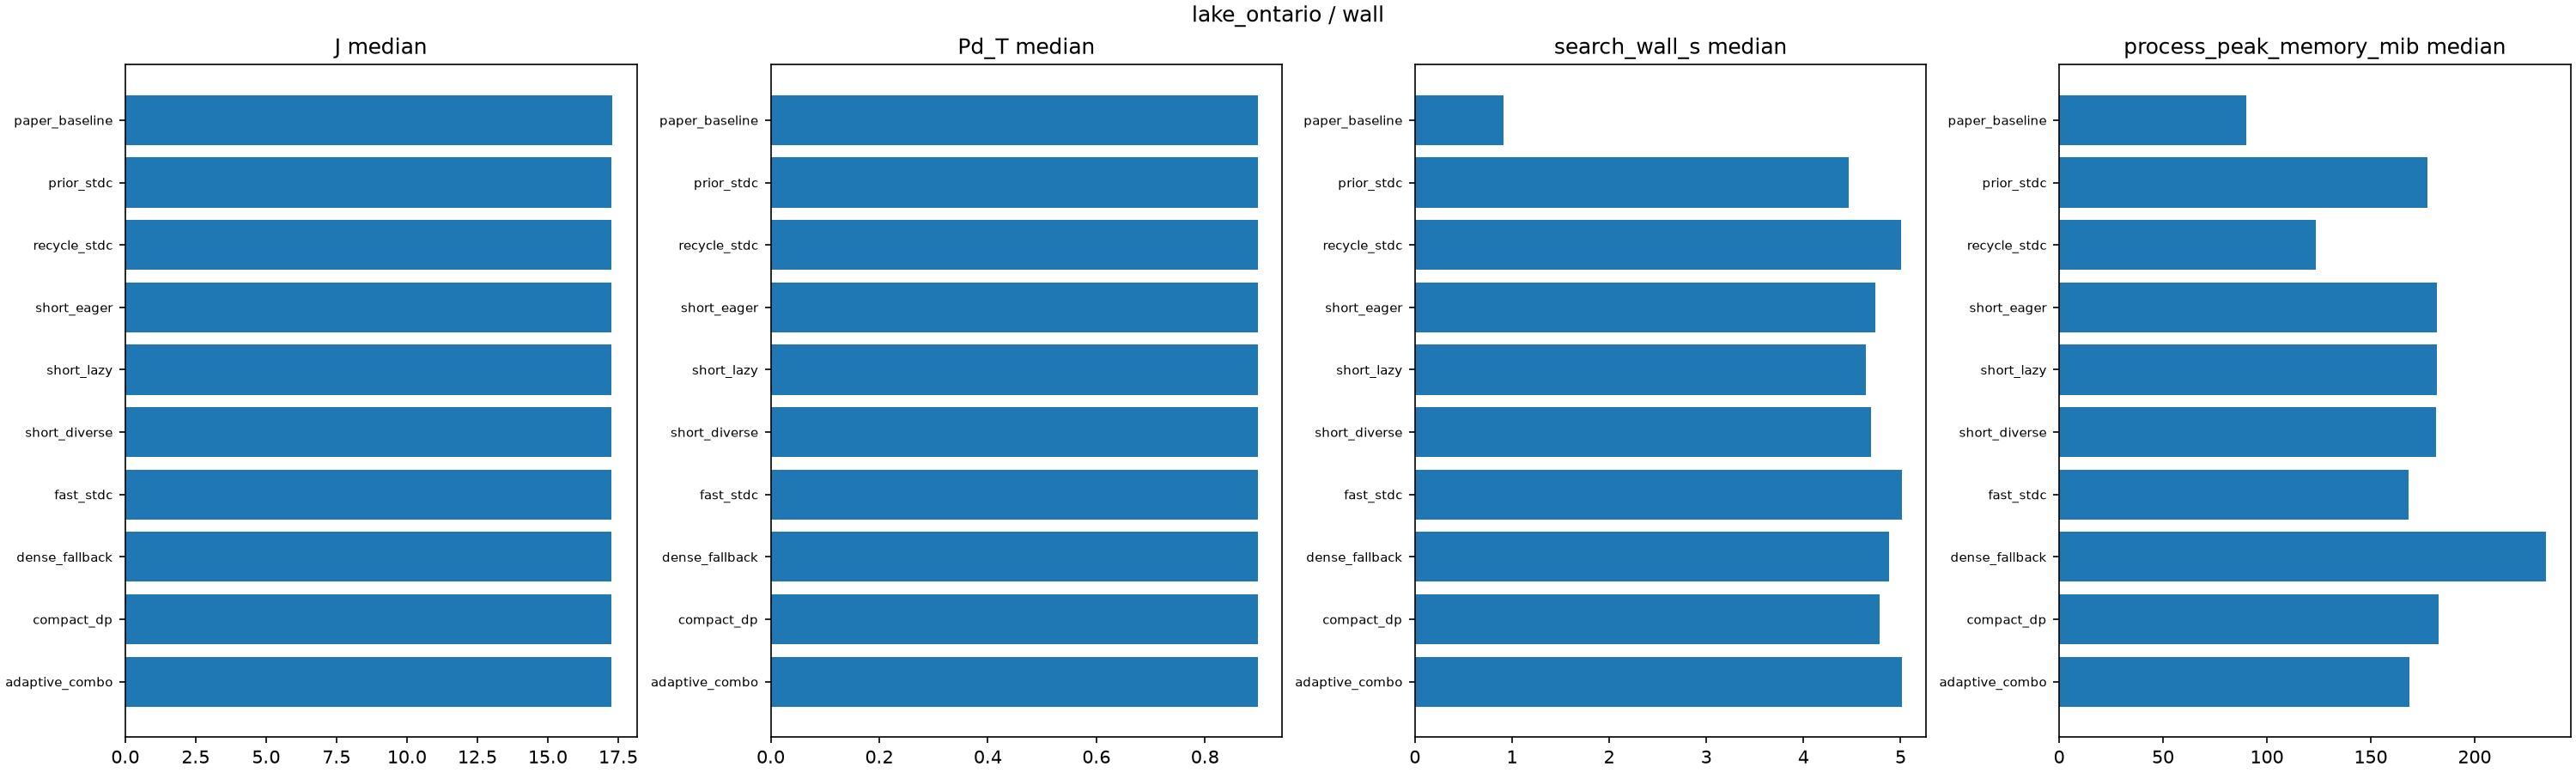 lake_ontario / wall
J median
paper_baseline
prior_stdc
recycle_stdc
short_eager
short_lazy
short_diverse
fast_stdc
dense_fallback
compact_dp
adaptive_combo
0.0 2.5 5.0 7.5 10.0 12.5 15.0 17.5
Pd_T median
paper_baseline
prior_stdc
recycle_stdc
short_eager
short_lazy
short_diverse
fast_stdc
dense_fallback
compact_dp
adaptive_combo
0.0 0.2 0.4 0.6 0.8
search_wall_s median
paper_baseline
prior_stdc
recycle_stdc
short_eager
short_lazy
short_diverse
fast_stdc
dense_fallback
compact_dp
adaptive_combo
0 1 2 3 4 5
process_peak_memory_mib median
paper_baseline
prior_stdc
recycle_stdc
short_eager
short_lazy
short_diverse
fast_stdc
dense_fallback
compact_dp
adaptive_combo
0 50 100 150 200